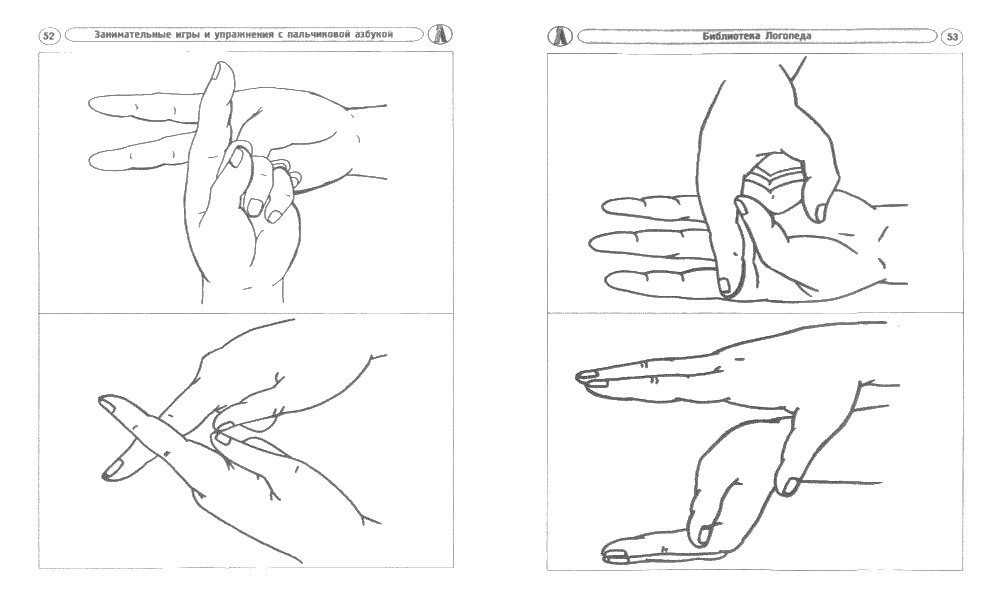 52 Занимательные игры и упражнения с пальчиковой азбукой
Библиотека Логопеда 53